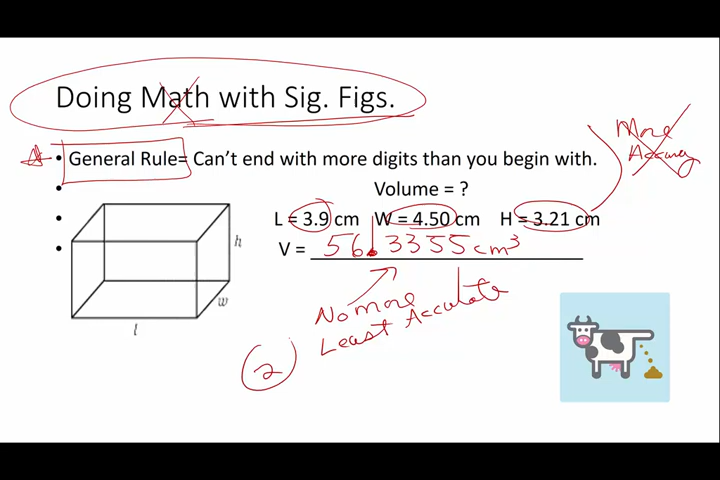 Doing Math with Sig. Figs.
More
Accuracy
• General Rule= Can't end with more digits than you begin with.
• Volume = ?
• L = 3.9 cm W = 4.50 cm H = 3.21 cm
• V = 56.3355 cm³
h
w
l
No more
Least Accurate
2